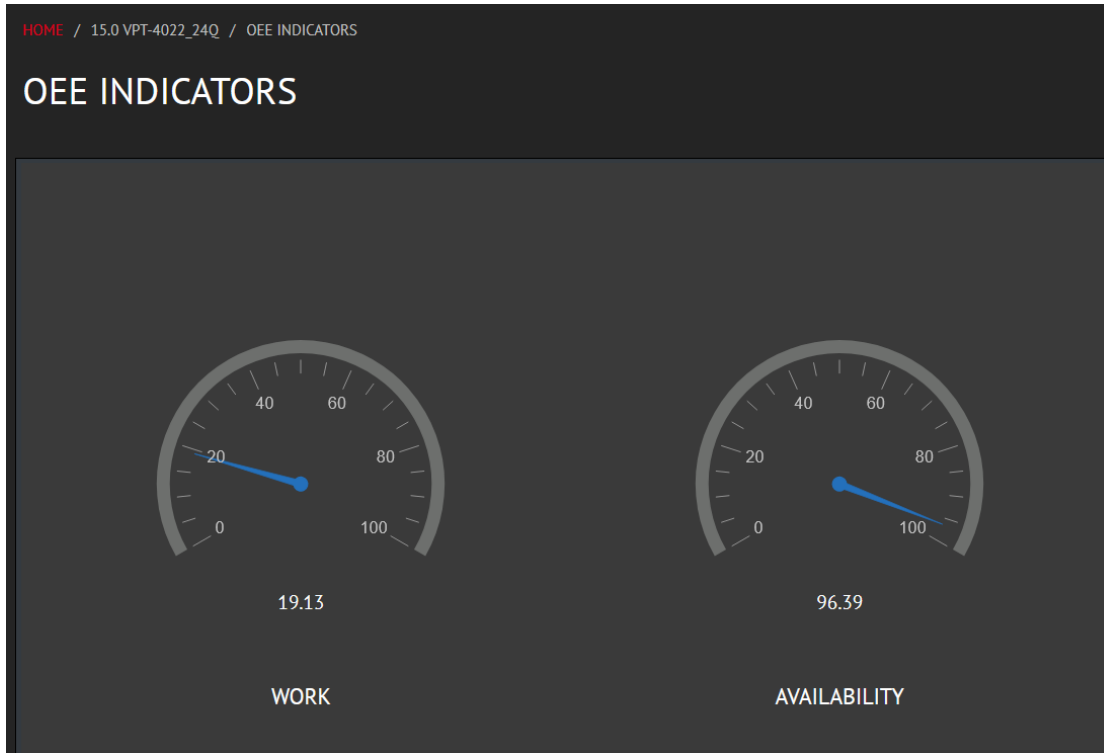 HOME / 15.0 VPT-4022_24Q / OEE INDICATORS
OEE INDICATORS
40 60
20 80
0 100
19.13
WORK
40 60
20 80
0 100
96.39
AVAILABILITY